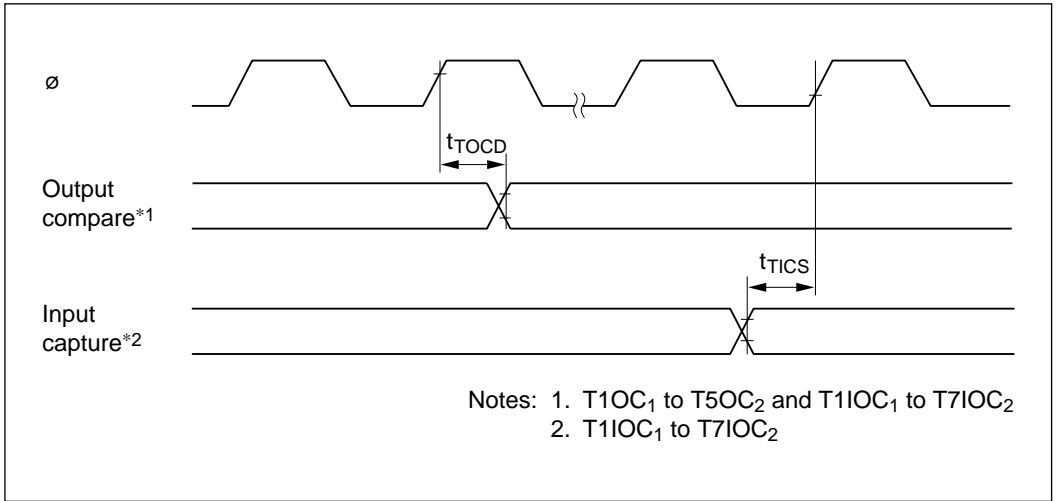 ø
tTOCD
Output
compare*1
tTICS
Input
capture*2
Notes: 1. T1OC1 to T5OC2 and T1IOC1 to T7IOC2
2. T1IOC1 to T7IOC2